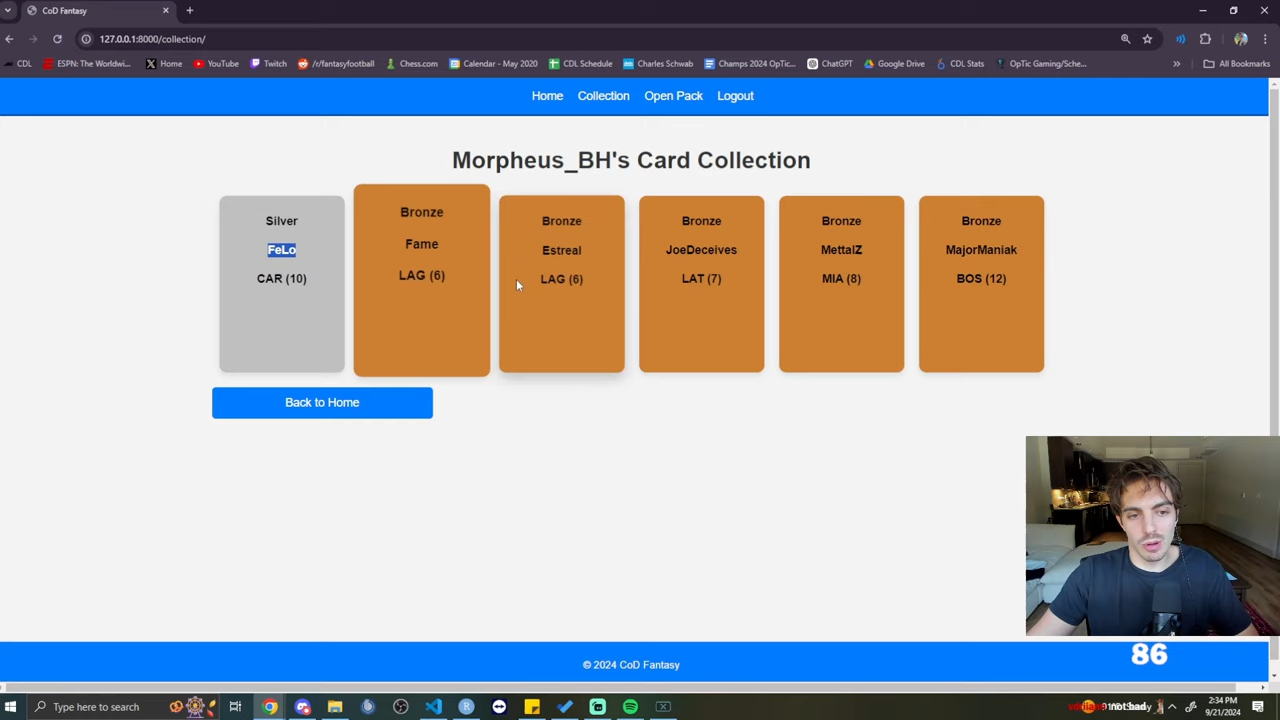 CoD Fantasy
127.0.0.1:8000/collection/
CDL
ESPN: The Worldwi...
Home
YouTube
Twitch
/r/fantasyfootball
Chess.com
Calendar - May 2020
CDL Schedule
Charles Schwab
Champs 2024 OpTic...
ChatGPT
Google Drive
CDL Stats
OpTic Gaming/Sche...
»
All Bookmarks
Home Collection Open Pack Logout
Morpheus_BH's Card Collection
Silver
FeLo
CAR (10)
Bronze
Fame
LAG (6)
Bronze
Estreal
LAG (6)
Bronze
JoeDeceives
LAT (7)
Bronze
MettalZ
MIA (8)
Bronze
MajorManiak
BOS (12)
Back to Home
© 2024 CoD Fantasy
86
Type here to search
not bad
2:34 PM
9/21/2024